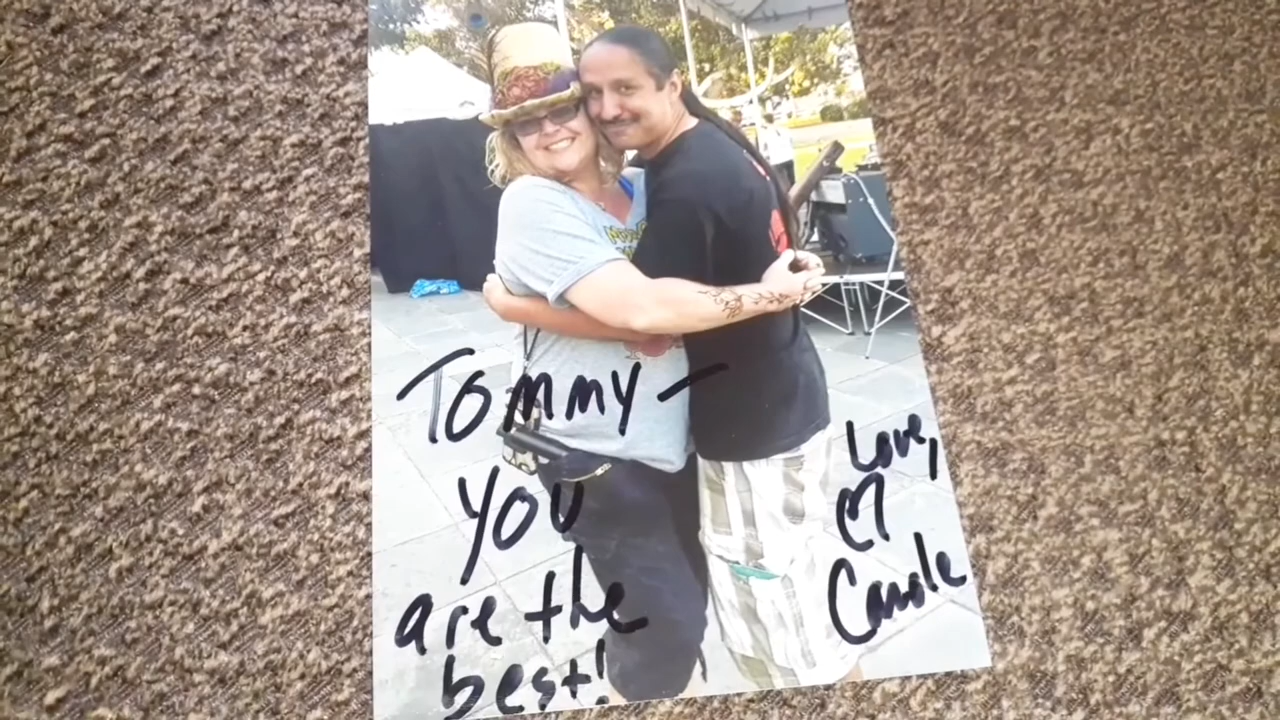 Tommy –
You
are the
best!
Love,
Carole